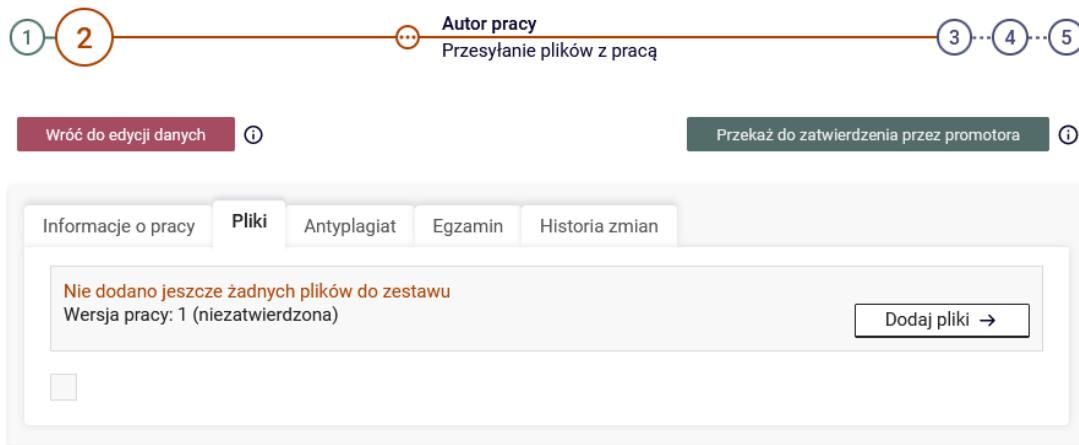 1
2
Autor pracy
Przesyłanie plików z pracą
3
4
5
Wróć do edycji danych
Przekaż do zatwierdzenia przez promotora
Informacje o pracy
Pliki
Antyplagiat
Egzamin
Historia zmian
Nie dodano jeszcze żadnych plików do zestawu
Wersja pracy: 1 (niezatwierdzona)
Dodaj pliki →